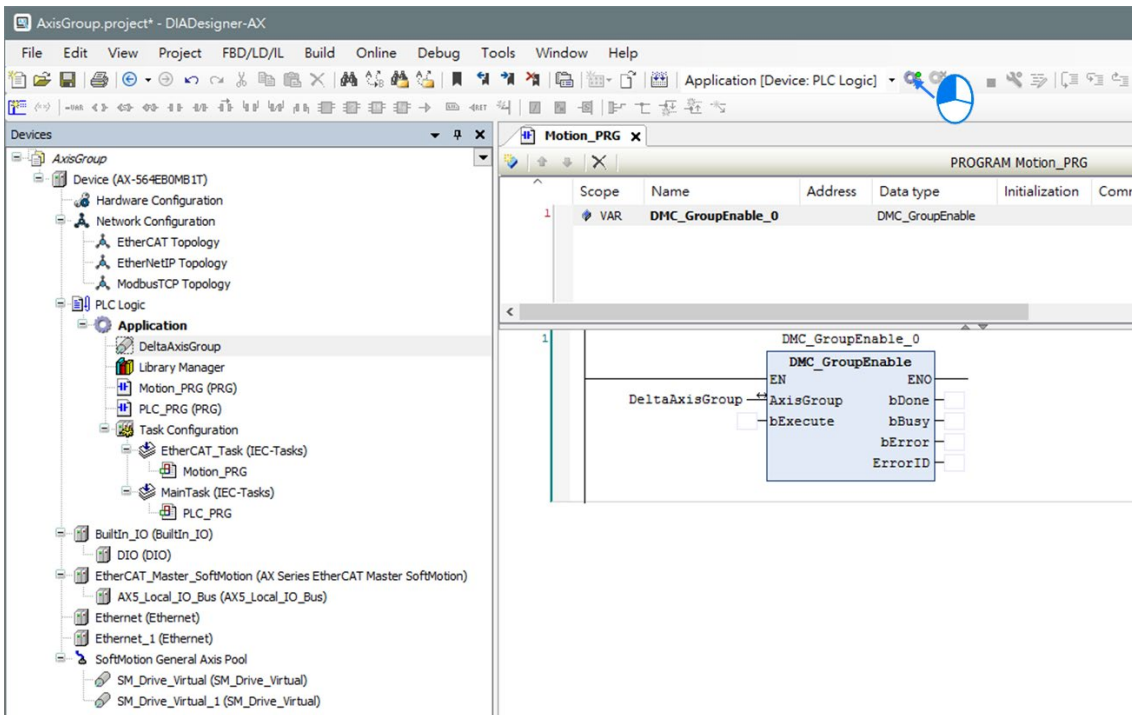 AxisGroup.project* - DIADesigner-AX
File Edit View Project FBD/LD/IL Build Online Debug Tools Window Help
Application [Device: PLC Logic]
Devices
AxisGroup
Device (AX-564EB0MB1T)
Hardware Configuration
Network Configuration
EtherCAT Topology
EtherNetIP Topology
ModbusTCP Topology
PLC Logic
Application
DeltaAxisGroup
Library Manager
Motion_PRG (PRG)
PLC_PRG (PRG)
Task Configuration
EtherCAT_Task (IEC-Tasks)
Motion_PRG
MainTask (IEC-Tasks)
PLC_PRG
BuiltIn_IO (BuiltIn_IO)
DIO (DIO)
EtherCAT_Master_SoftMotion (AX Series EtherCAT Master SoftMotion)
AX5_Local_IO_Bus (AX5_Local_IO_Bus)
Ethernet (Ethernet)
Ethernet_1 (Ethernet)
SoftMotion General Axis Pool
SM_Drive_Virtual (SM_Drive_Virtual)
SM_Drive_Virtual_1 (SM_Drive_Virtual)
Motion_PRG
PROGRAM Motion_PRG
Scope Name Address Data type Initialization Comm
1 VAR DMC_GroupEnable_0 DMC_GroupEnable
1
DMC_GroupEnable_0
DMC_GroupEnable
EN ENO
DeltaAxisGroup AxisGroup bDone
bExecute bBusy
bError
ErrorID